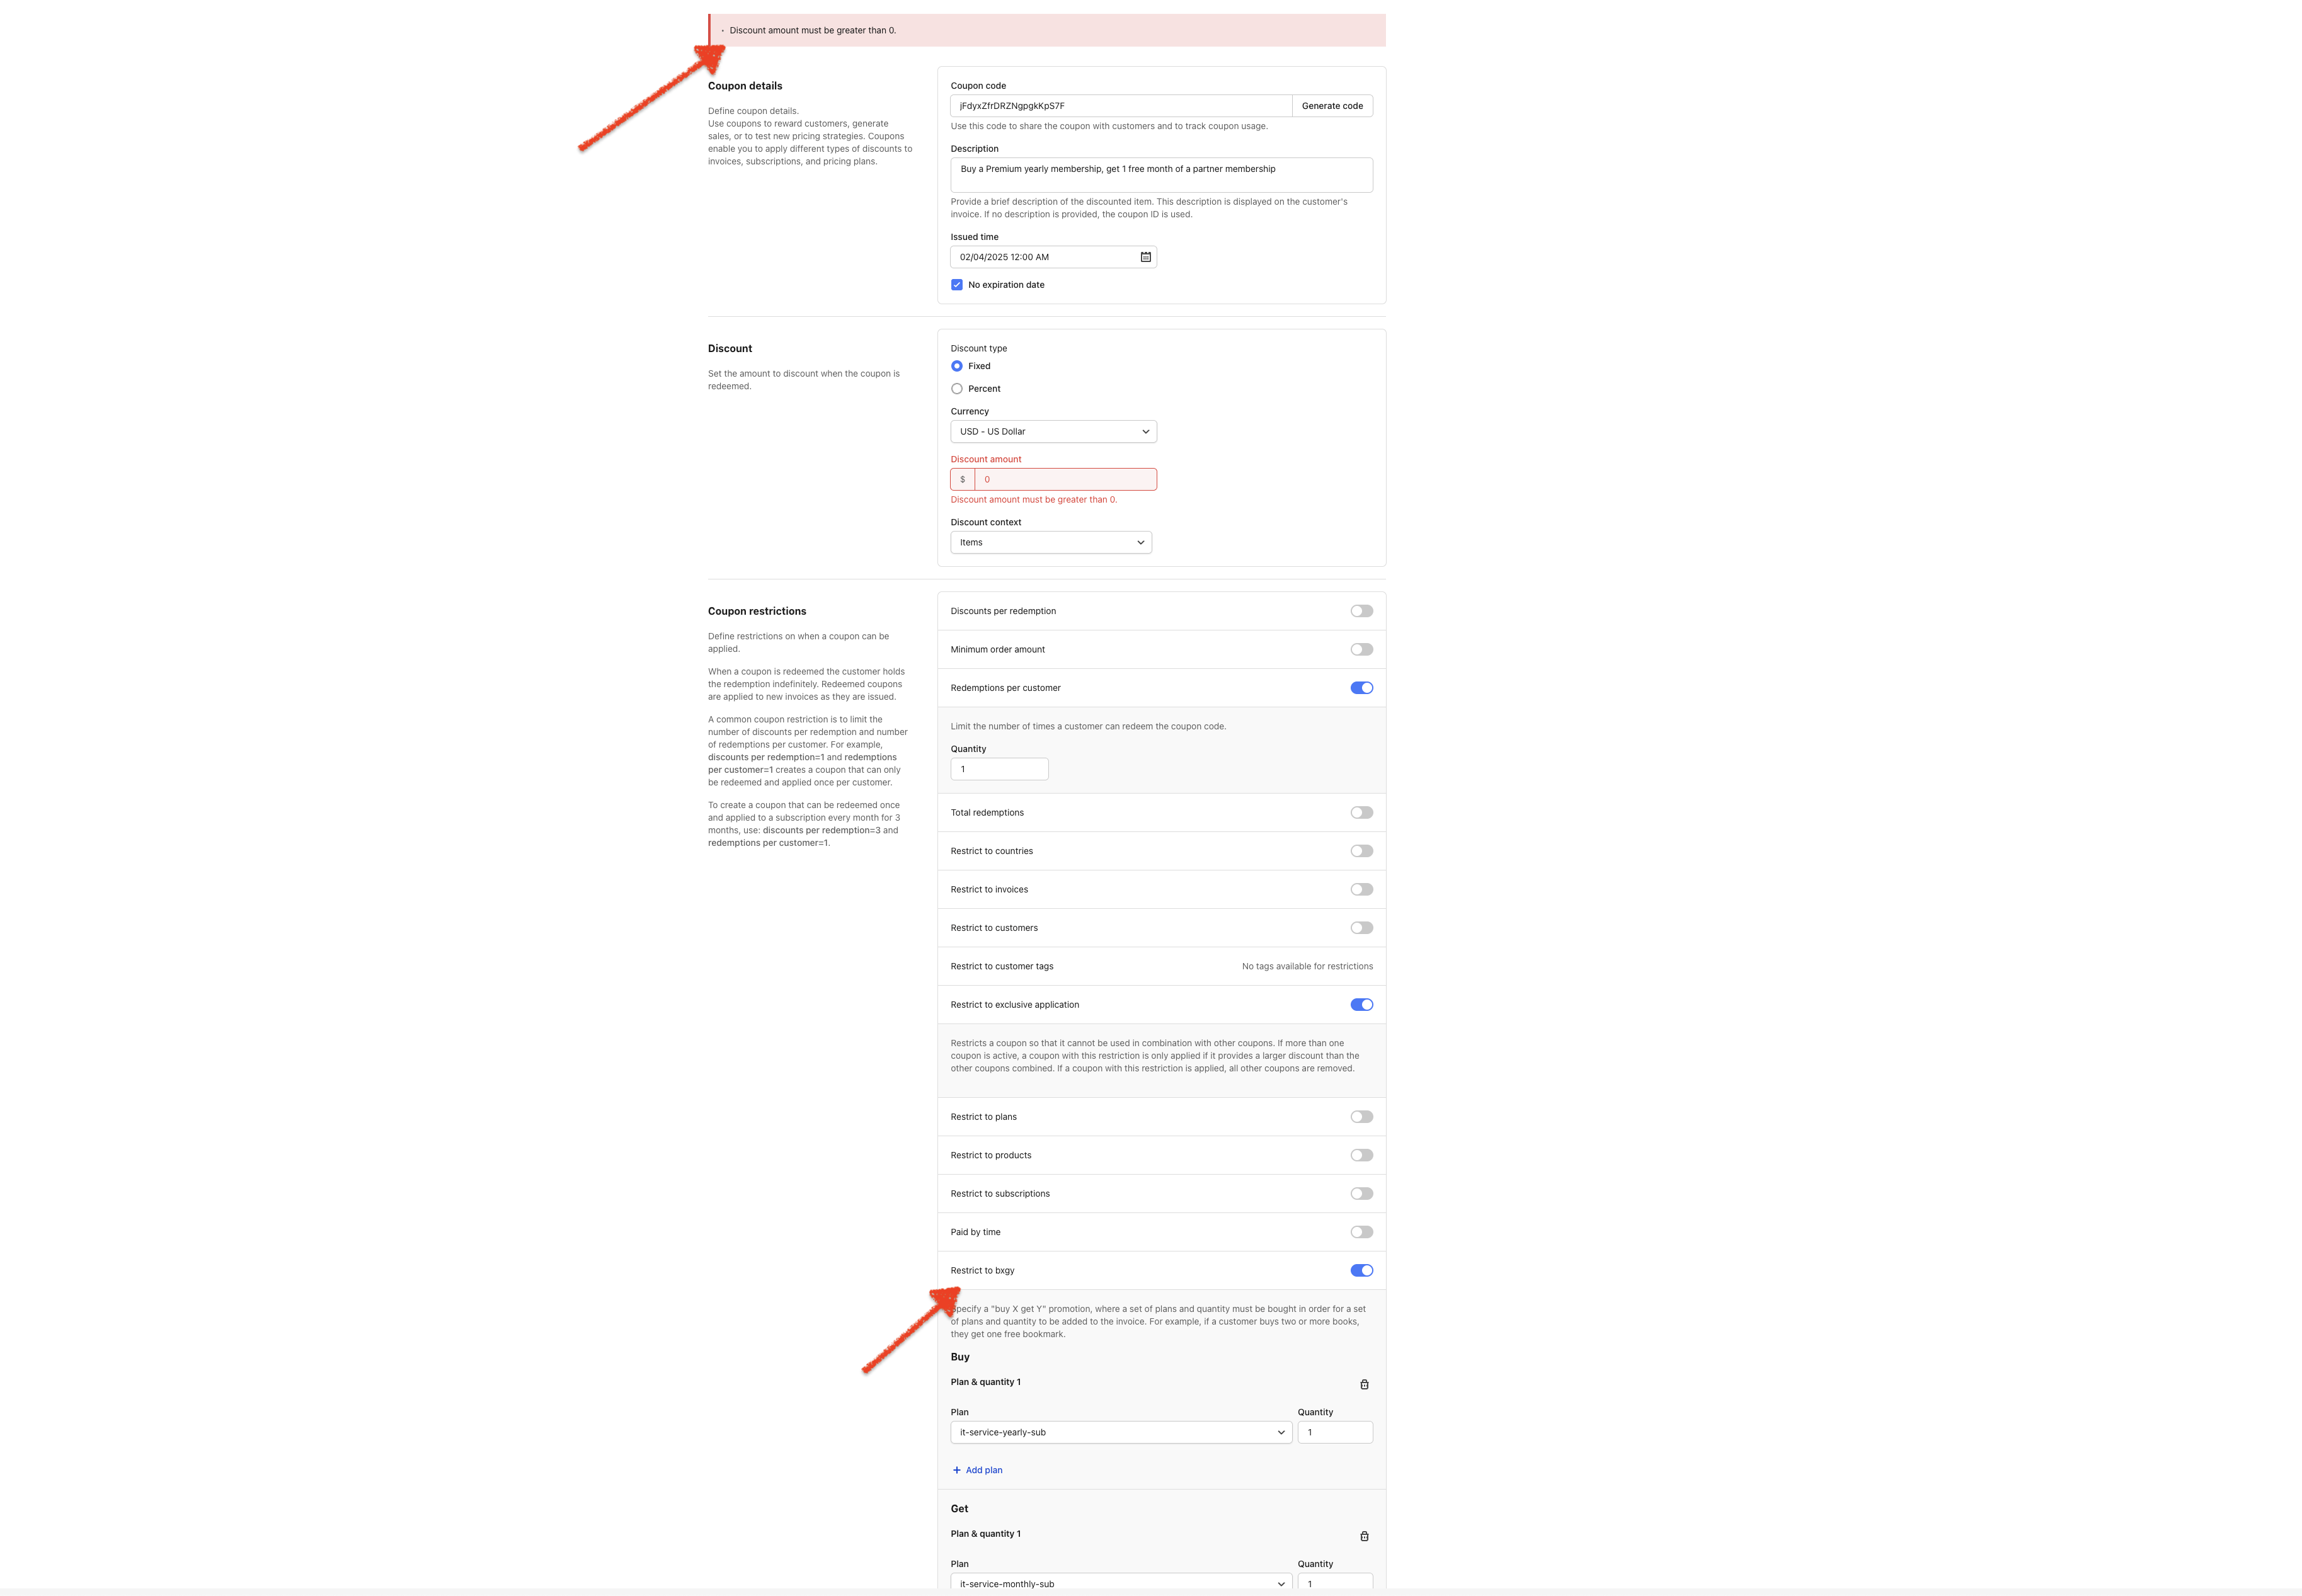 Discount amount must be greater than 0.
Coupon details
Define coupon details.
Use coupons to reward customers, generate
sales, or to test new pricing strategies. Coupons
enable you to apply different types of discounts to
invoices, subscriptions, and pricing plans.
Coupon code
jFdyxZfrDRZNgpgkKpS7F
Generate code
Use this code to share the coupon with customers and to track coupon usage.
Description
Buy a Premium yearly membership, get 1 free month of a partner membership
Provide a brief description of the discounted item. This description is displayed on the customer's
invoice. If no description is provided, the coupon ID is used.
Issued time
02/04/2025 12:00 AM
No expiration date
Discount
Set the amount to discount when the coupon is
redeemed.
Discount type
Fixed
Percent
Currency
USD - US Dollar
Discount amount
$ 0
Discount amount must be greater than 0.
Discount context
Items
Coupon restrictions
Define restrictions on when a coupon can be
applied.
When a coupon is redeemed the customer holds
the redemption indefinitely. Redeemed coupons
are applied to new invoices as they are issued.
A common coupon restriction is to limit the
number of discounts per redemption and number
of redemptions per customer. For example,
discounts per redemption=1 and redemptions
per customer=1 creates a coupon that can only
be redeemed and applied once per customer.
To create a coupon that can be redeemed once
and applied to a subscription every month for 3
months, use: discounts per redemption=3 and
redemptions per customer=1.
Discounts per redemption
Minimum order amount
Redemptions per customer
Limit the number of times a customer can redeem the coupon code.
Quantity
1
Total redemptions
Restrict to countries
Restrict to invoices
Restrict to customers
Restrict to customer tags
No tags available for restrictions
Restrict to exclusive application
Restricts a coupon so that it cannot be used in combination with other coupons. If more than one
coupon is active, a coupon with this restriction is only applied if it provides a larger discount than the
other coupons combined. If a coupon with this restriction is applied, all other coupons are removed.
Restrict to plans
Restrict to products
Restrict to subscriptions
Paid by time
Restrict to bxgy
Specify a "buy X get Y" promotion, where a set of plans and quantity must be bought in order for a set
of plans and quantity to be added to the invoice. For example, if a customer buys two or more books,
they get one free bookmark.
Buy
Plan & quantity 1
Plan
Quantity
it-service-yearly-sub
1
+ Add plan
Get
Plan & quantity 1
Plan
Quantity
it-service-monthly-sub
1